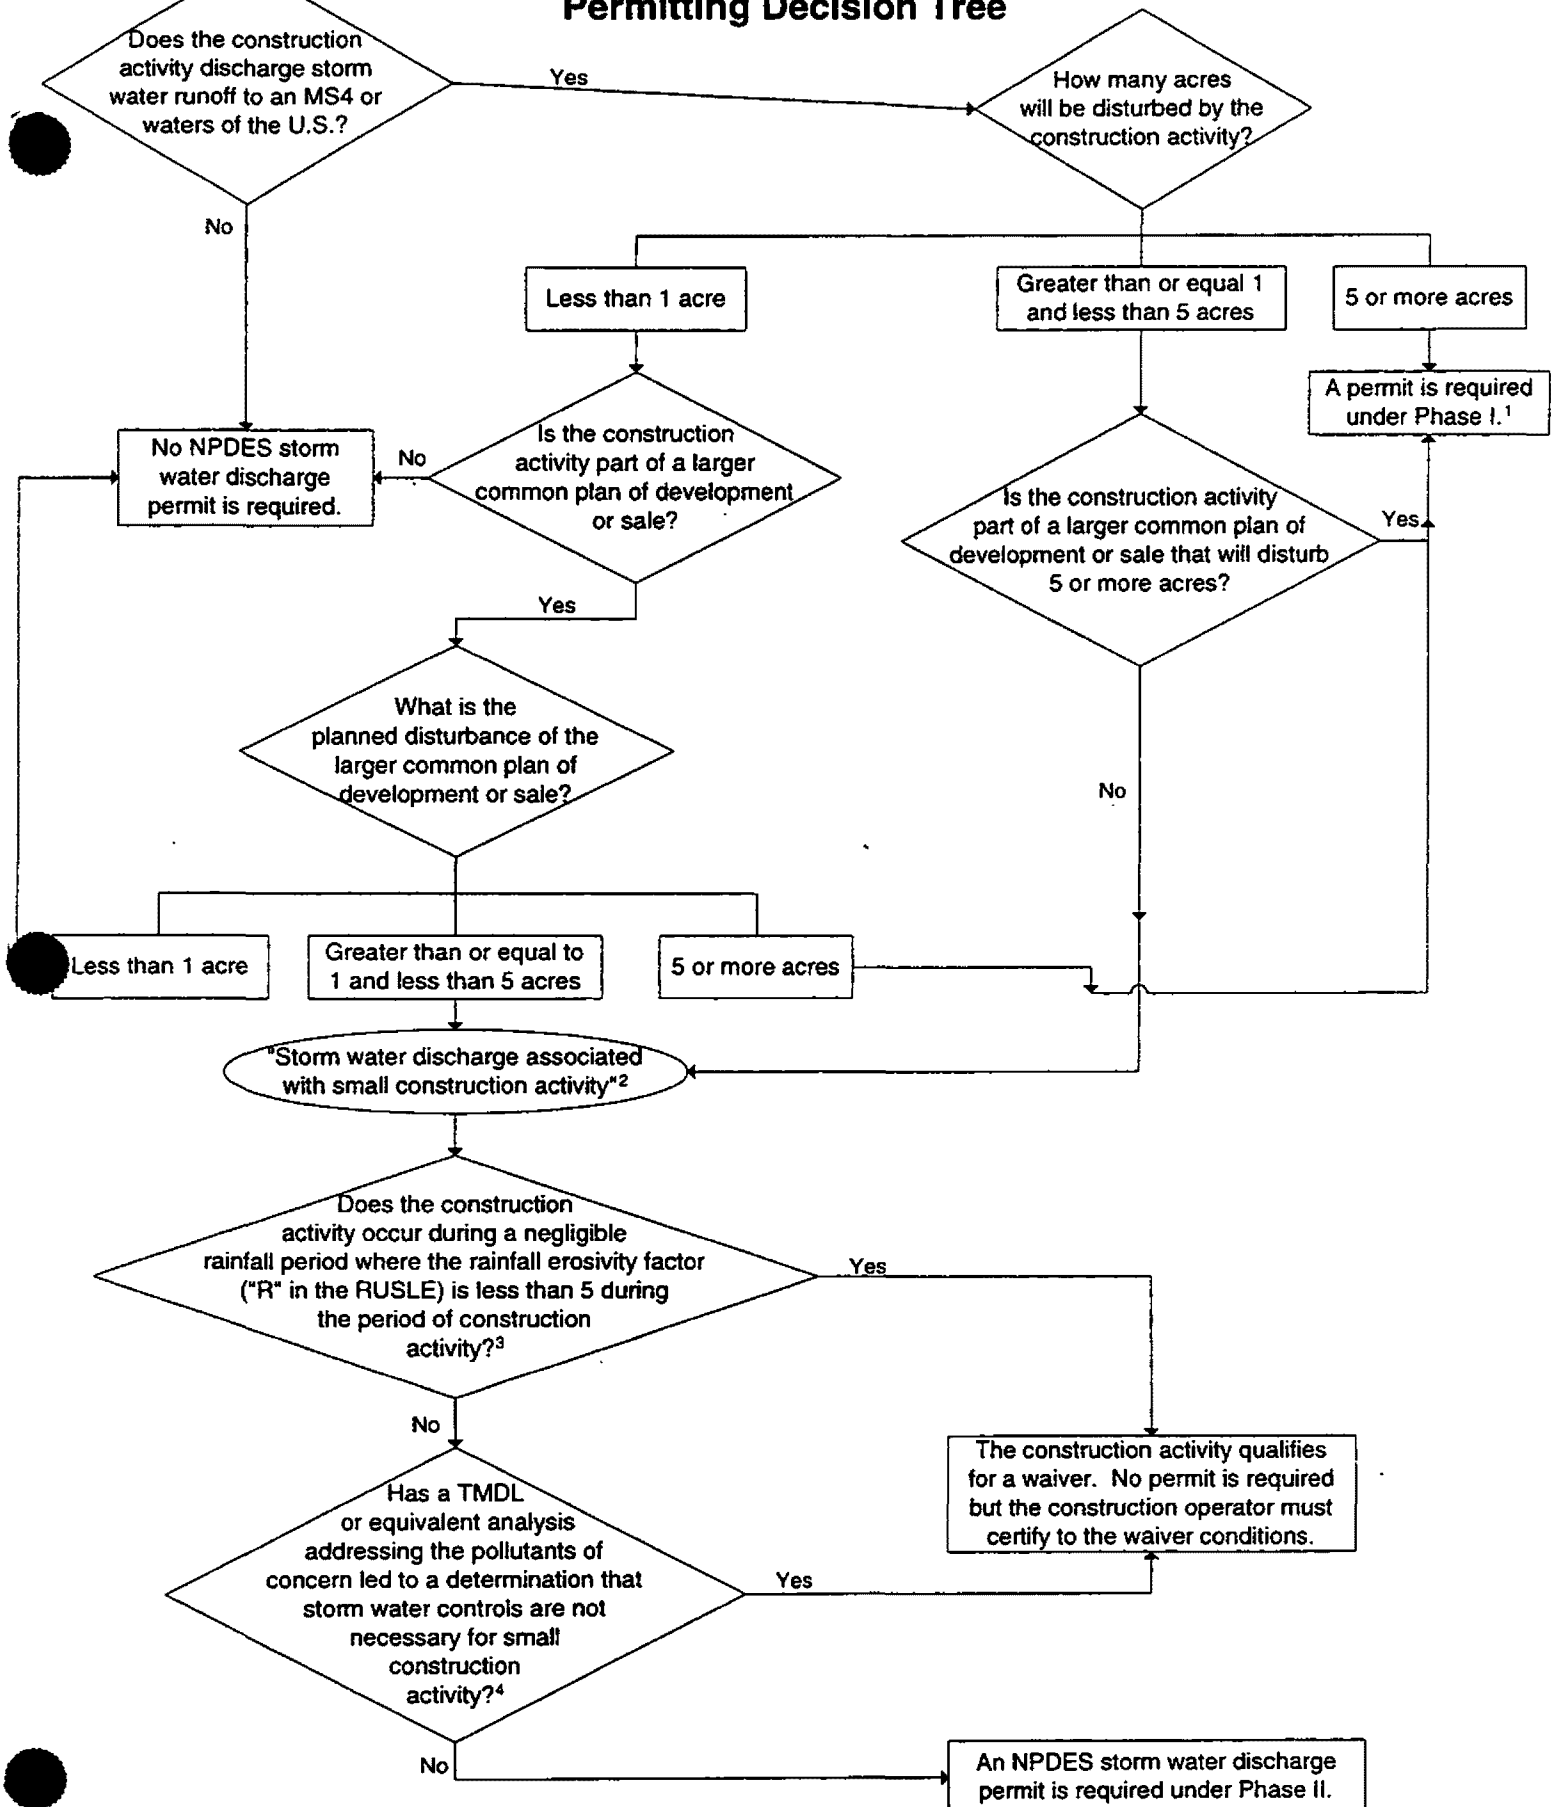 Permitting Decision Tree
Does the construction
activity discharge storm
water runoff to an MS4 or
waters of the U.S.?
Yes
How many acres
will be disturbed by the
construction activity?
No
Less than 1 acre
Greater than or equal 1
and less than 5 acres
5 or more acres
A permit is required
under Phase I.1
No NPDES storm
water discharge
permit is required.
No
Is the construction
activity part of a larger
common plan of development
or sale?
Is the construction activity
part of a larger common plan of
development or sale that will disturb
5 or more acres?
Yes
Yes
What is the
planned disturbance of the
larger common plan of
development or sale?
No
Less than 1 acre
Greater than or equal to
1 and less than 5 acres
5 or more acres
"Storm water discharge associated
with small construction activity"2
Does the construction
activity occur during a negligible
rainfall period where the rainfall erosivity factor
("R" in the RUSLE) is less than 5 during
the period of construction
activity?3
Yes
No
The construction activity qualifies
for a waiver. No permit is required
but the construction operator must
certify to the waiver conditions.
Has a TMDL
or equivalent analysis
addressing the pollutants of
concern led to a determination that
storm water controls are not
necessary for small
construction
activity?4
Yes
No
An NPDES storm water discharge
permit is required under Phase II.